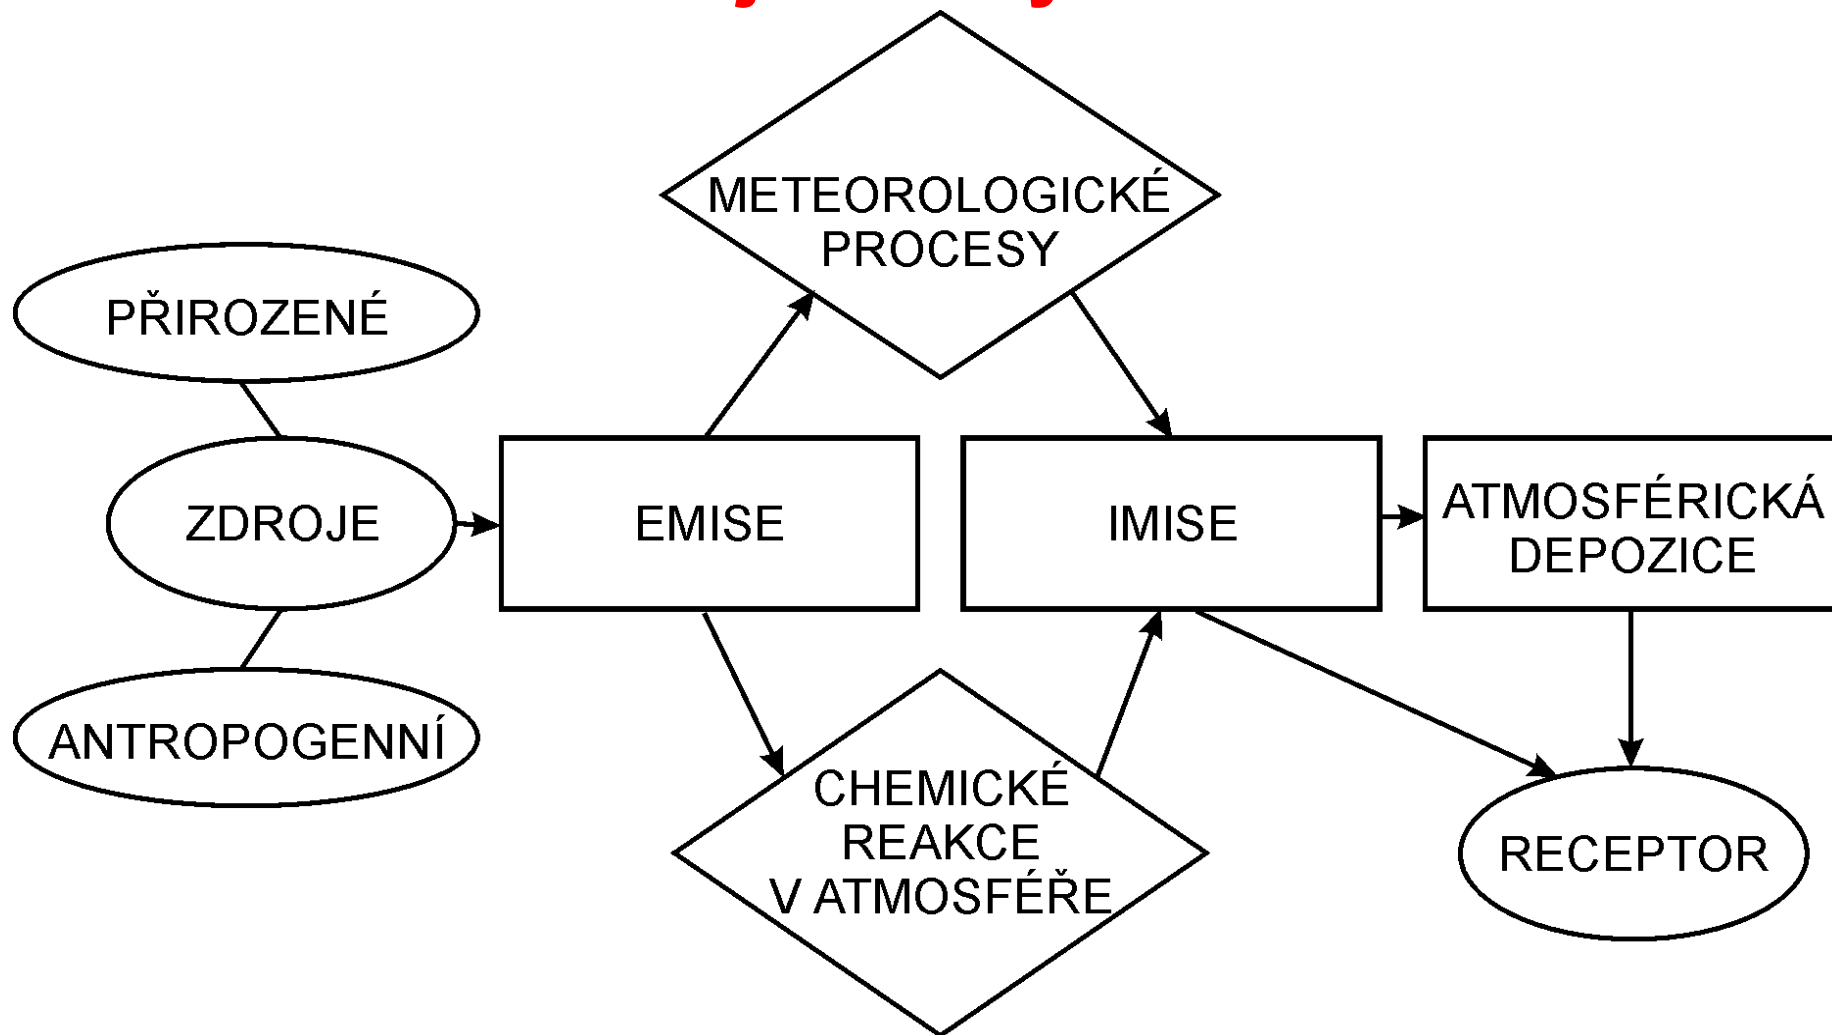 METEOROLOGICKÉ
PROCESY
PŘIROZENÉ
ZDROJE
EMISE
IMISE
ATMOSFÉRICKÁ
DEPOZICE
ANTROPOGENNÍ
CHEMICKÉ
REAKCE
V ATMOSFÉŘE
RECEPTOR